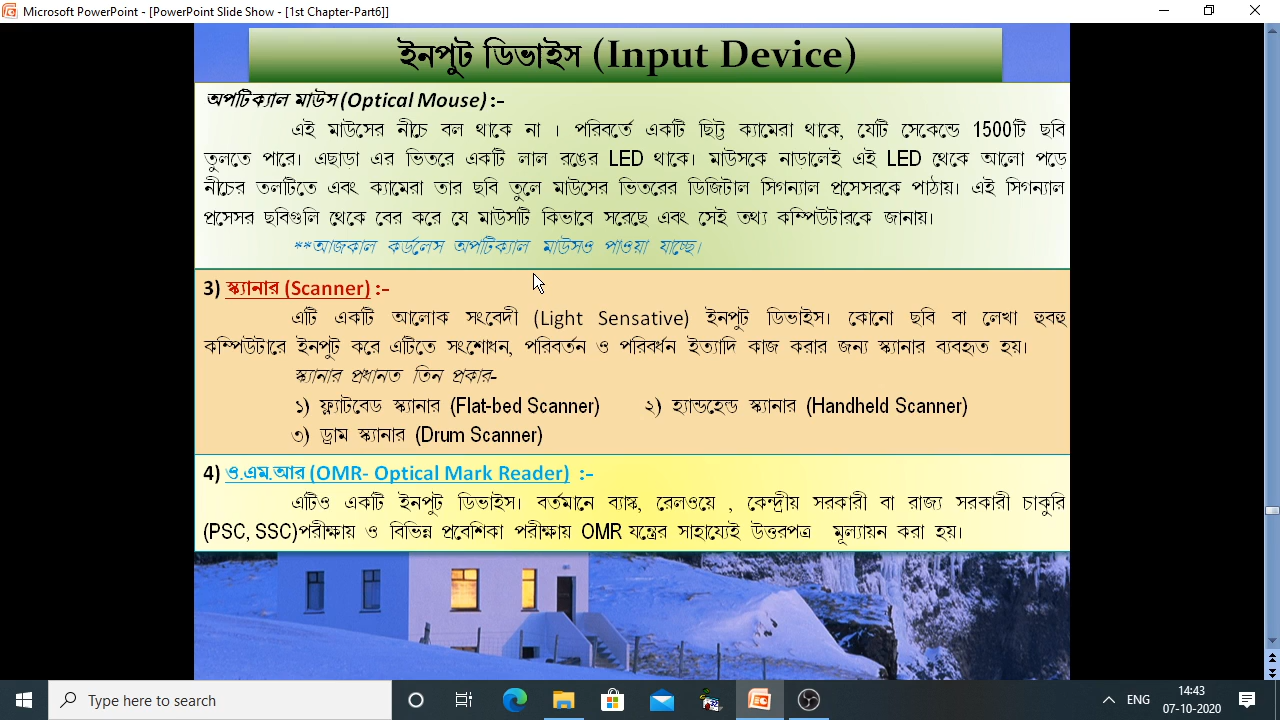 Microsoft PowerPoint - [PowerPoint Slide Show - [1st Chapter-Part6]]
ইনপুট ডিভাইস (Input Device)
অপটিক্যাল মাউস (Optical Mouse) :-
এই মাউসের নীচে বল থাকে না । পরিবর্তে একটি ছিট্ট ক্যামেরা থাকে, যেটি সেকেন্ডে 1500টি ছবি
তুলতে পারে। এছাড়া এর ভিতরে একটি লাল রঙের LED থাকে। মাউসকে নাড়ালেই এই LED থেকে আলো পড়ে
নীচের তলটিতে এবং ক্যামেরা তার ছবি তুলে মাউসের ভিতরের ডিজিটাল সিগন্যাল প্রসেসরকে পাঠায়। এই সিগন্যাল
প্রসেসর ছবিগুলি থেকে বের করে যে মাউসটি কিভাবে সরেছে এবং সেই তথ্য কম্পিউটারকে জানায়।
**আজকাল কর্ডলেস অপটিক্যাল মাউসও পাওয়া যাচ্ছে।
3) স্ক্যানার (Scanner) :-
এটি একটি আলোক সংবেদী (Light Sensative) ইনপুট ডিভাইস। কোনো ছবি বা লেখা হুবহু
কম্পিউটারে ইনপুট করে এটিতে সংশোধন, পরিবর্তন ও পরিবর্ধন ইত্যাদি কাজ করার জন্য স্ক্যানার ব্যবহৃত হয়।
স্ক্যানার প্রধানত তিন প্রকার-
১) ফ্ল্যাটবেড স্ক্যানার (Flat-bed Scanner) ২) হ্যান্ডহেল্ড স্ক্যানার (Handheld Scanner)
৩) ড্রাম স্ক্যানার (Drum Scanner)
4) ও.এম.আর (OMR- Optical Mark Reader) :-
এটিও একটি ইনপুট ডিভাইস। বর্তমানে ব্যাঙ্ক, রেলওয়ে , কেন্দ্রীয় সরকারী বা রাজ্য সরকারী চাকুরি
(PSC, SSC)পরীক্ষায় ও বিভিন্ন প্রবেশিকা পরীক্ষায় OMR যন্ত্রের সাহায্যেই উত্তরপত্র মূল্যায়ন করা হয়।
Type here to search
ENG
14:43
07-10-2020